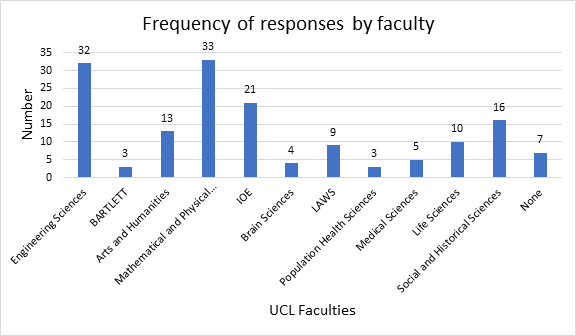 Frequency of responses by faculty
Number
35
30
25
20
15
10
5
0
32
3
13
33
21
4
9
3
5
10
16
7
Engineering Sciences
BARTLETT
Arts and Humanities
Mathematical and Physical...
IOE
Brain Sciences
LAWS
Population Health Sciences
Medical Sciences
Life Sciences
Social and Historical Sciences
None
UCL Faculties